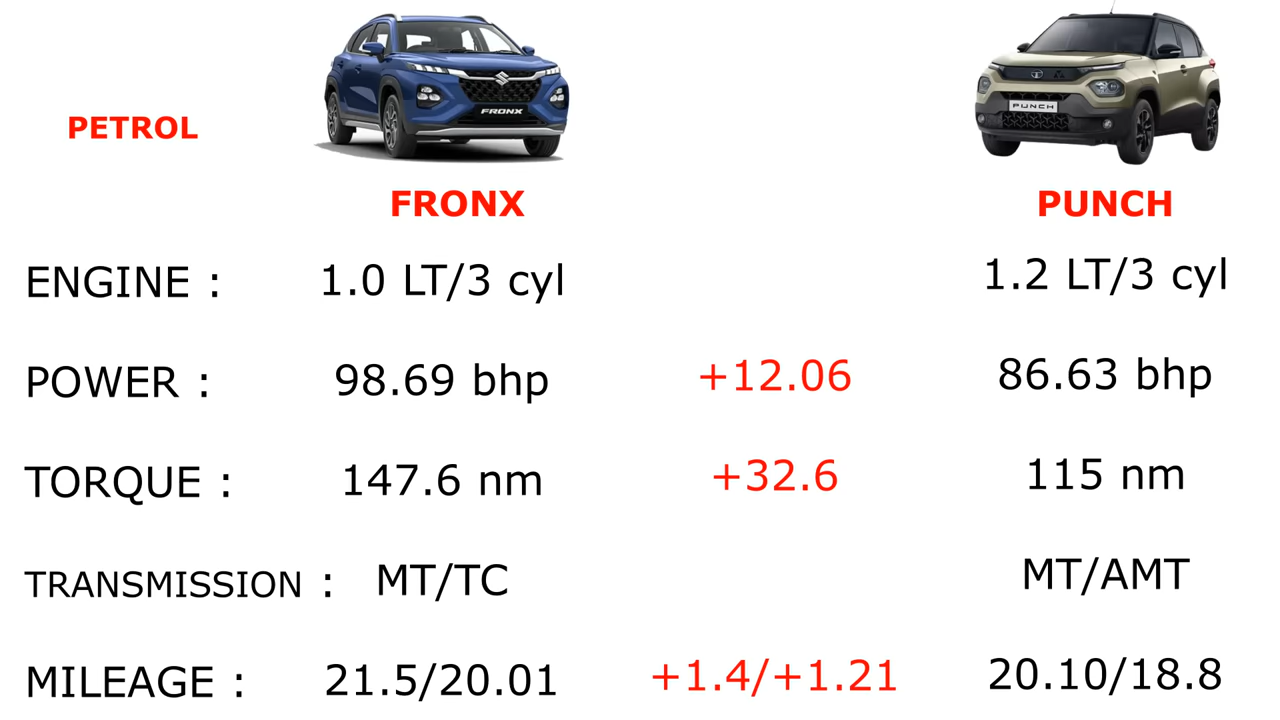 FRONX
PUNCH
PETROL
FRONX PUNCH
ENGINE : 1.0 LT/3 cyl 1.2 LT/3 cyl
POWER : 98.69 bhp +12.06 86.63 bhp
TORQUE : 147.6 nm +32.6 115 nm
TRANSMISSION : MT/TC MT/AMT
MILEAGE : 21.5/20.01 +1.4/+1.21 20.10/18.8